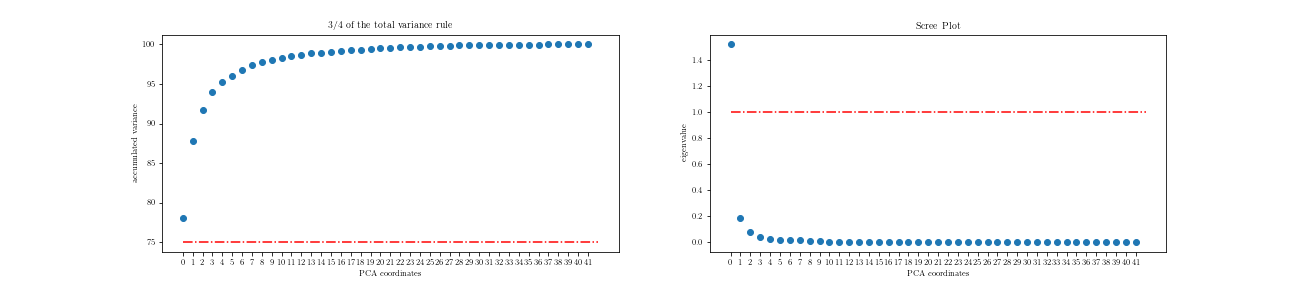 3/4 of the total variance rule
accumulated variance
100
95
90
85
80
75
0 1 2 3 4 5 6 7 8 9 10 11 12 13 14 15 16 17 18 19 20 21 22 23 24 25 26 27 28 29 30 31 32 33 34 35 36 37 38 39 40 41
PCA coordinates
Scree Plot
eigenvalue
1.4
1.2
1.0
0.8
0.6
0.4
0.2
0.0
0 1 2 3 4 5 6 7 8 9 10 11 12 13 14 15 16 17 18 19 20 21 22 23 24 25 26 27 28 29 30 31 32 33 34 35 36 37 38 39 40 41
PCA coordinates